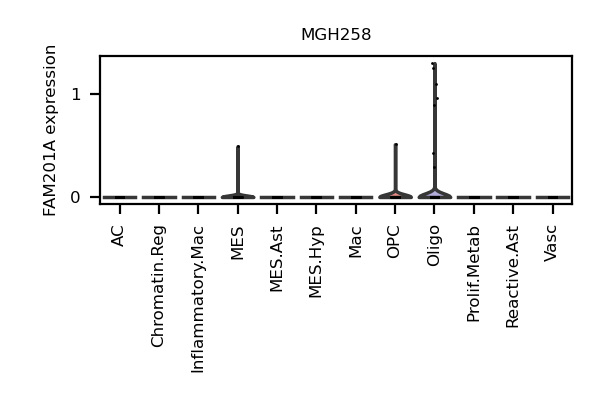 MGH258
FAM201A expression
1
0
AC
Chromatin.Reg
Inflammatory.Mac
MES
MES.Ast
MES.Hyp
Mac
OPC
Oligo
Prolif.Metab
Reactive.Ast
Vasc